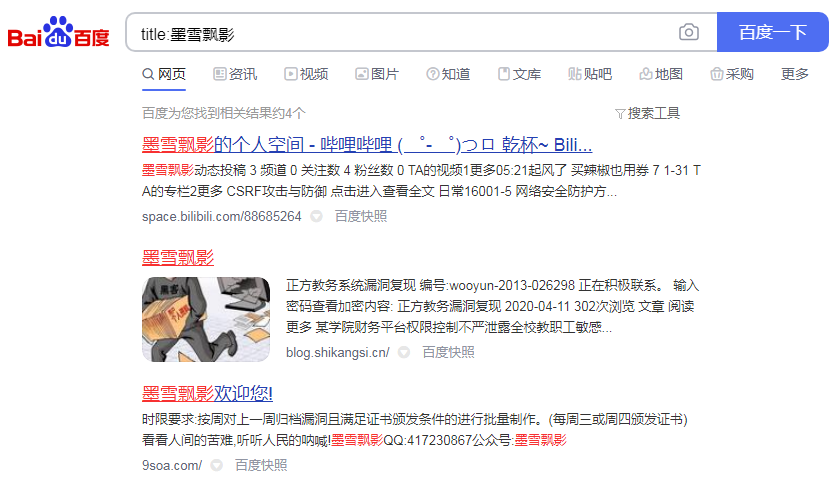 Bai du 百度
title:墨雪飘影
百度一下
网页 资讯 视频 图片 知道 文库 贴吧 地图 采购 更多
百度为您找到相关结果约4个
搜索工具
墨雪飘影的个人空间 - 哔哩哔哩 ( ゜- ゜)つロ 乾杯~ Bili...
墨雪飘影动态投稿 3 频道 0 关注数 4 粉丝数 0 TA的视频1更多05:21起风了 买辣椒也用券 7 1-31 T
A的专栏2更多 CSRF攻击与防御 点击进入查看全文 日常16001-5 网络安全防护方...
space.bilibili.com/88685264 百度快照
墨雪飘影
黑客
正方教务系统漏洞复现 编号:wooyun-2013-026298 正在积极联系。 输入
密码查看加密内容: 正方教务漏洞复现 2020-04-11 302次浏览 文章 阅读
更多 某学院财务平台权限控制不严泄露全校教职工敏感...
blog.shikangsi.cn/ 百度快照
墨雪飘影欢迎您!
时限要求:按周对上一周归档漏洞且满足证书颁发条件的进行批量制作。(每周三或周四颁发证书)
看看人间的苦难,听听人民的呐喊!墨雪飘影QQ:417230867公众号:墨雪飘影
9soa.com/ 百度快照